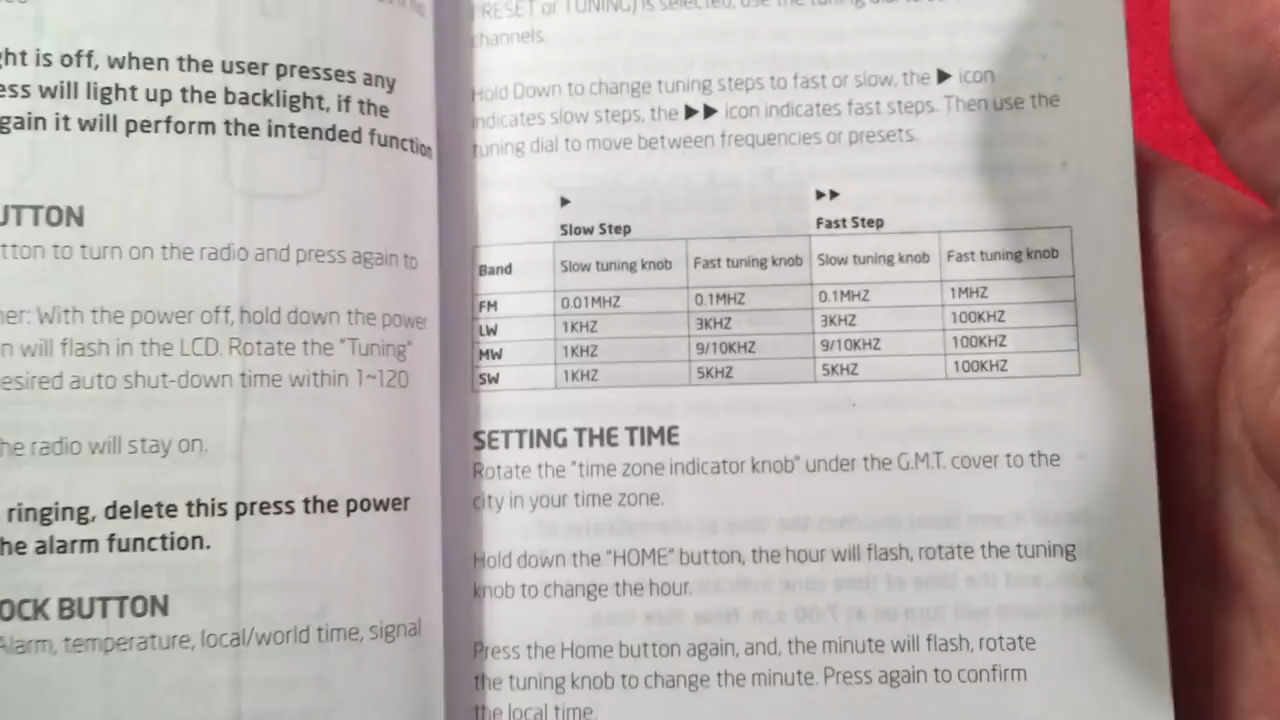 ght is off, when the user presses any
ess will light up the backlight, if the
gain it will perform the intended function
UTTON
tton to turn on the radio and press again to
ner: With the power off, hold down the power
n will flash in the LCD. Rotate the "Tuning"
esired auto shut-down time within 1~120
he radio will stay on.
ringing, delete this press the power
he alarm function.
OCK BUTTON
Alarm, temperature, local/world time, signal
PRESET or TUNING) is selected, use the tuning dial to
channels.
Hold Down to change tuning steps to fast or slow, the ▶ icon
indicates slow steps, the ▶▶ icon indicates fast steps. Then use the
tuning dial to move between frequencies or presets.
▶ ▶▶
Slow Step Fast Step
Band Slow tuning knob Fast tuning knob Slow tuning knob Fast tuning knob
FM 0.01MHZ 0.1MHZ 0.1MHZ 1MHZ
LW 1KHZ 3KHZ 3KHZ 100KHZ
MW 1KHZ 9/10KHZ 9/10KHZ 100KHZ
SW 1KHZ 5KHZ 5KHZ 100KHZ
SETTING THE TIME
Rotate the "time zone indicator knob" under the G.M.T. cover to the
city in your time zone.
Hold down the "HOME" button, the hour will flash, rotate the tuning
knob to change the hour.
Press the Home button again, and, the minute will flash, rotate
the tuning knob to change the minute. Press again to confirm
the local time.